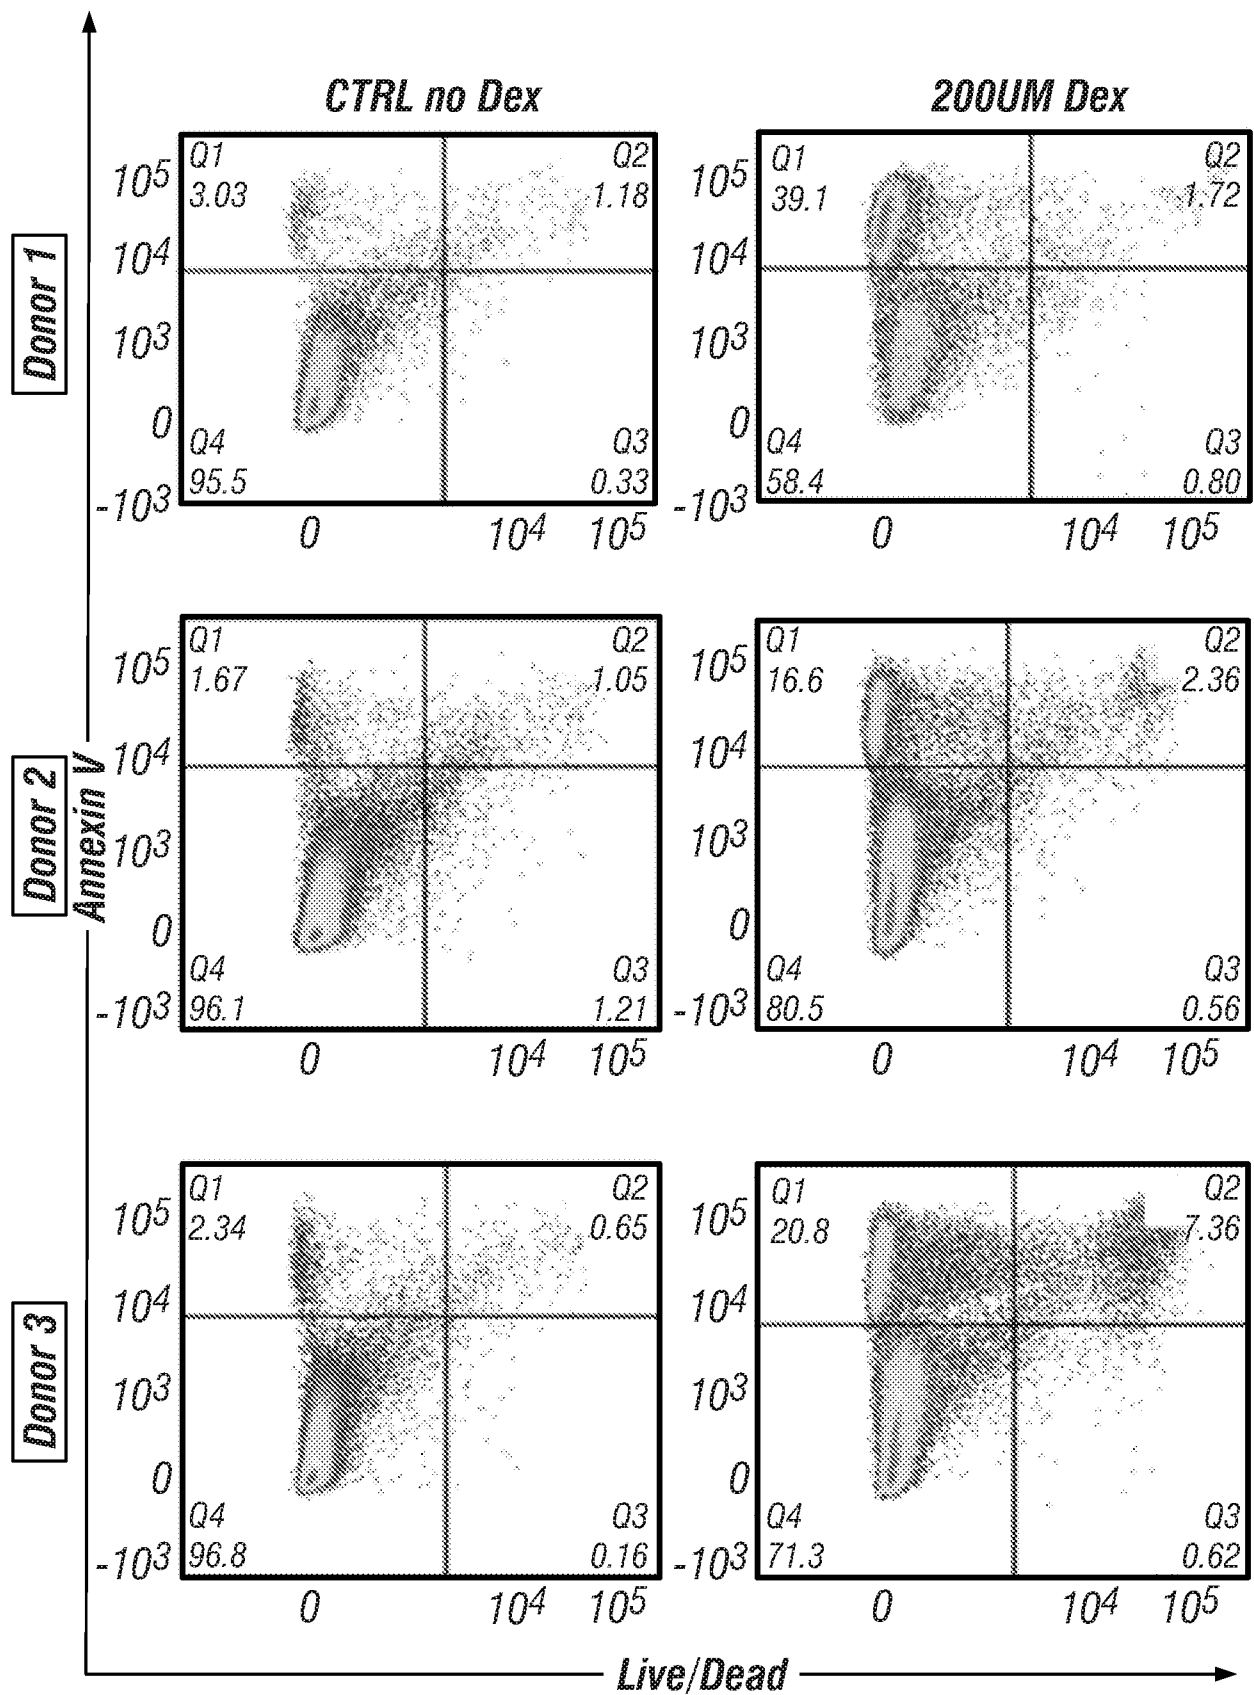 CTRL no Dex
200UM Dex
Donor 1
Q1
3.03
Q2
1.18
Q4
95.5
Q3
0.33
10⁵
10⁴
10³
0
-10³
0
10⁴
10⁵
Q1
39.1
Q2
1.72
Q4
58.4
Q3
0.80
10⁵
10⁴
10³
0
-10³
0
10⁴
10⁵
Donor 2
Annexin V
Q1
1.67
Q2
1.05
Q4
96.1
Q3
1.21
10⁵
10⁴
10³
0
-10³
0
10⁴
10⁵
Q1
16.6
Q2
2.36
Q4
80.5
Q3
0.56
10⁵
10⁴
10³
0
-10³
0
10⁴
10⁵
Donor 3
Q1
2.34
Q2
0.65
Q4
96.8
Q3
0.16
10⁵
10⁴
10³
0
-10³
0
10⁴
10⁵
Q1
20.8
Q2
7.36
Q4
71.3
Q3
0.62
10⁵
10⁴
10³
0
-10³
0
10⁴
10⁵
Live/Dead